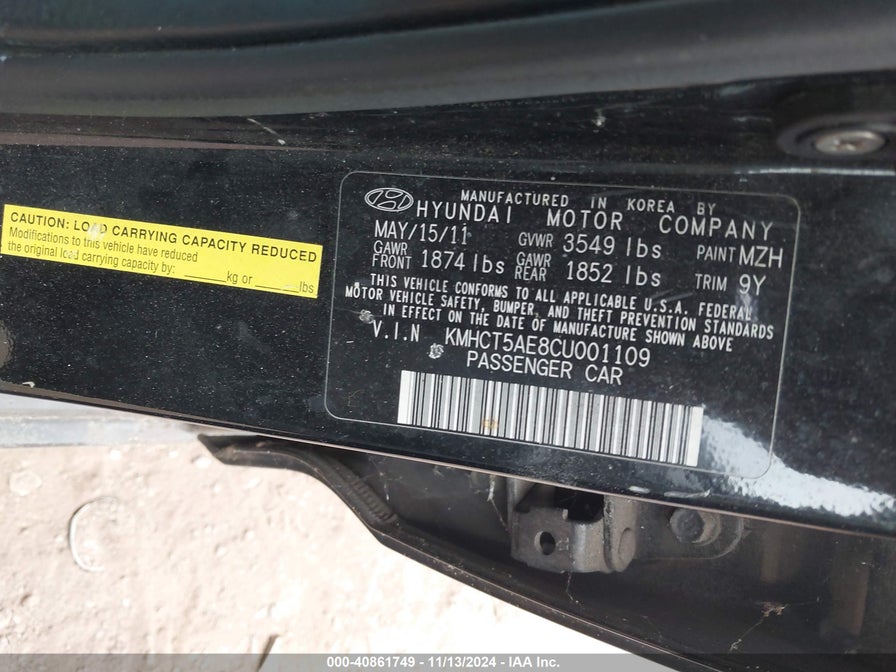 CAUTION: LOAD CARRYING CAPACITY REDUCED
Modifications to this vehicle have reduced
the original load carrying capacity by: ______kg or ______lbs
MANUFACTURED IN KOREA BY
HYUNDAI MOTOR COMPANY
MAY/15/11 GVWR 3549 lbs PAINT MZH
GAWR FRONT 1874 lbs GAWR REAR 1852 lbs TRIM 9Y
THIS VEHICLE CONFORMS TO ALL APPLICABLE U.S.A. FEDERAL
MOTOR VEHICLE SAFETY, BUMPER, AND THEFT PREVENTION STANDARDS
IN EFFECT ON THE DATE OF MANUFACTURE SHOWN ABOVE
V.I.N KMHCT5AE8CU001109
PASSENGER CAR
000-40861749 - 11/13/2024 - IAA Inc.